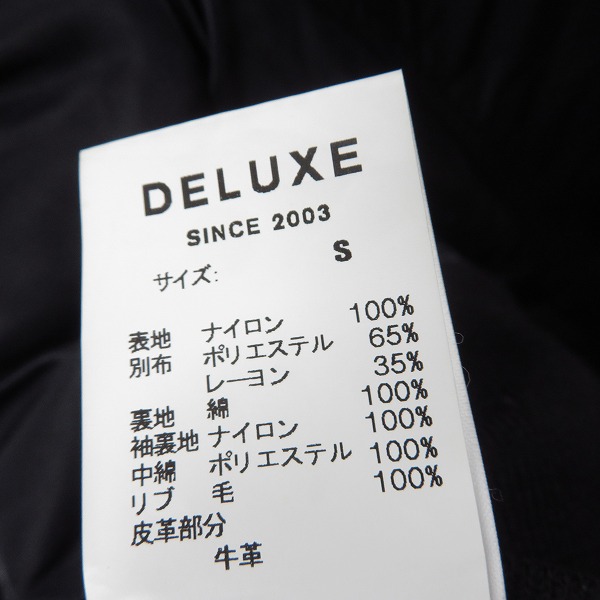 DELUXE
SINCE 2003
サイズ: S
表地 ナイロン 100%
別布 ポリエステル 65%
レーヨン 35%
裏地 綿 100%
袖裏地 ナイロン 100%
中綿 ポリエステル 100%
リブ 毛 100%
皮革部分
牛革